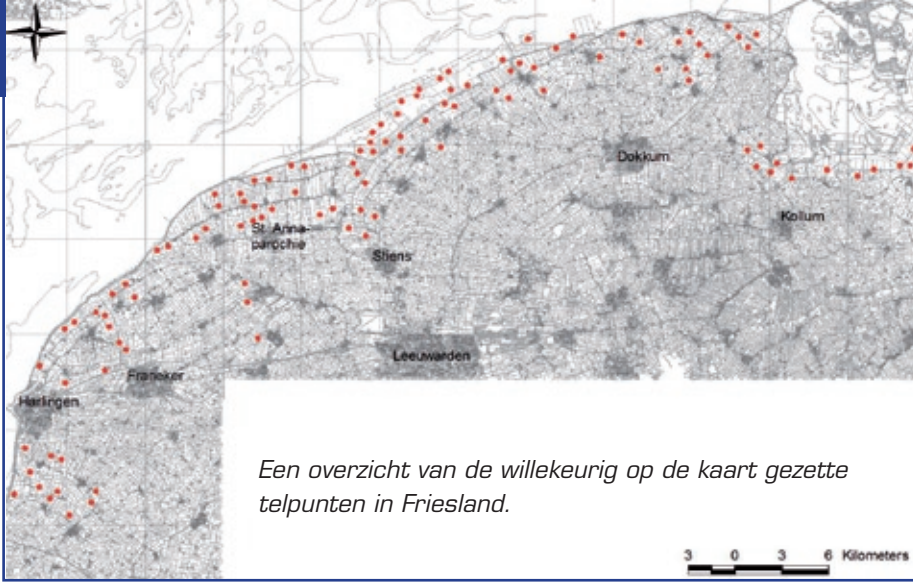 Dokkum
Kollum
St. Anna-
parochie
Stiens
Leeuwarden
Franeker
Harlingen
Een overzicht van de willekeurig op de kaart gezette
telpunten in Friesland.
3 0 3 6 Kilometers